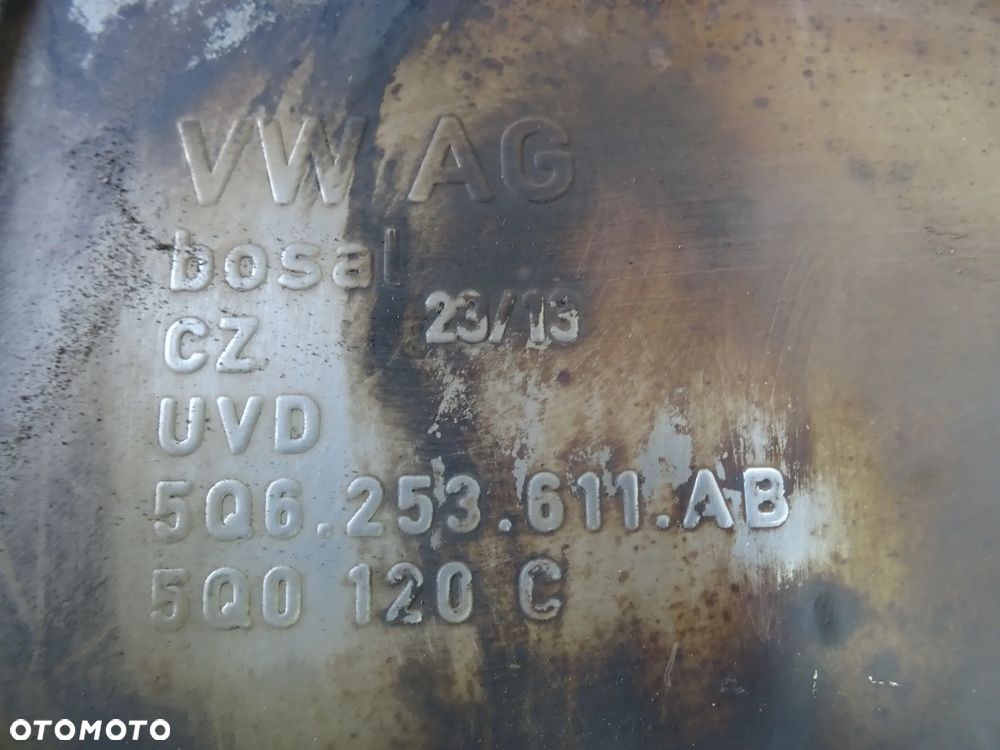 VW AG
bosal
CZ 23/13
UVD
5Q6.253.611.AB
5Q0 120 C
OTOMOTO